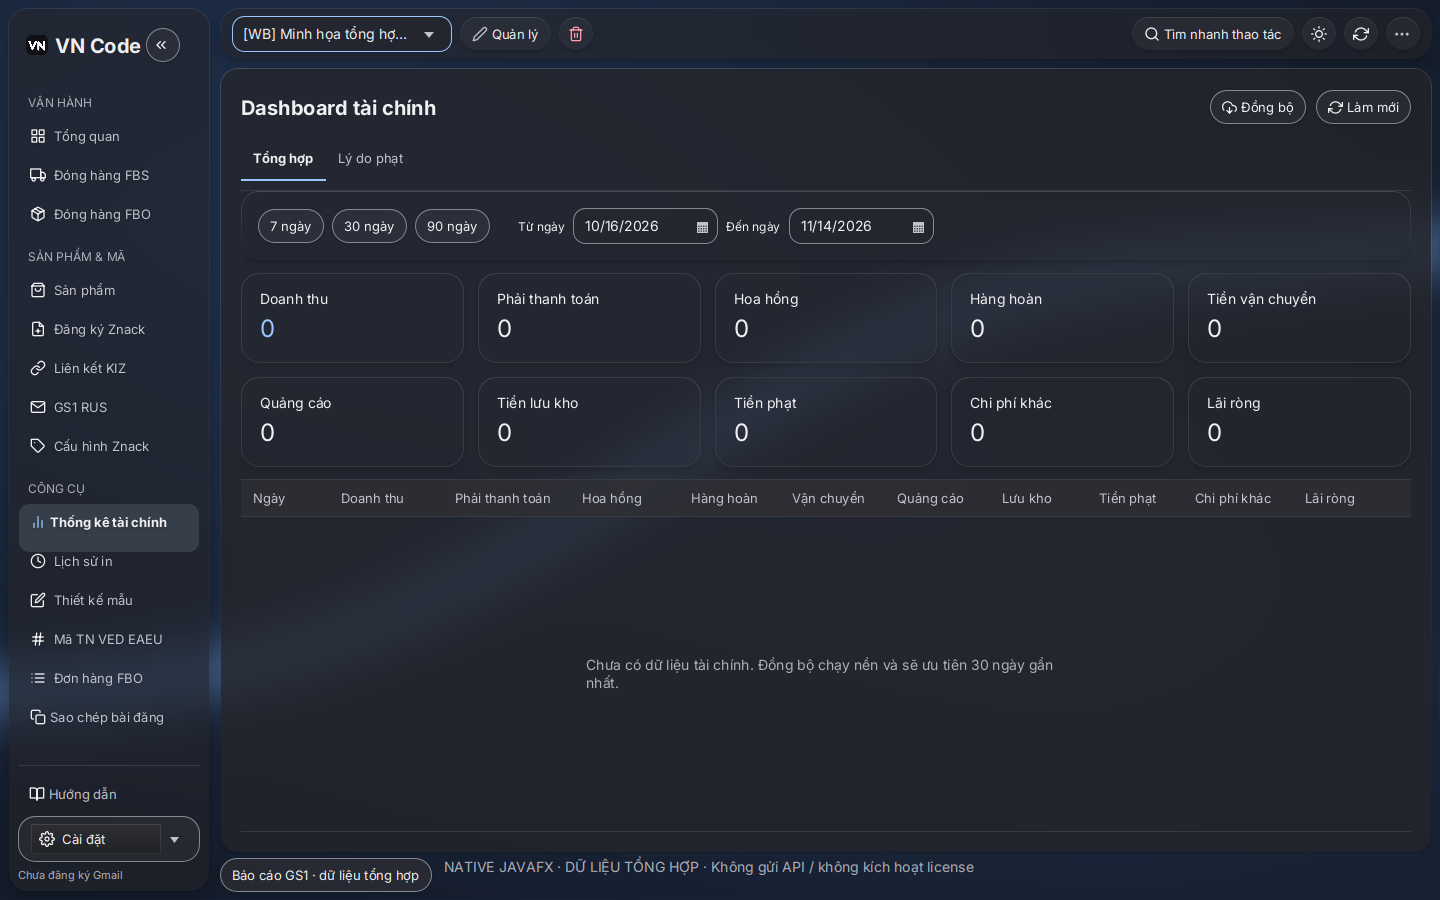 VN VN Code «
VẬN HÀNH
Tổng quan
Đóng hàng FBS
Đóng hàng FBO
SẢN PHẨM & MÃ
Sản phẩm
Đăng ký Znack
Liên kết KIZ
GS1 RUS
Cấu hình Znack
CÔNG CỤ
Thống kê tài chính
Lịch sử in
Thiết kế mẫu
Mã TN VED EAEU
Đơn hàng FBO
Sao chép bài đăng
Hướng dẫn
Cài đặt
Chưa đăng ký Gmail
[WB] Minh họa tổng hợ... Quản lý Tìm nhanh thao tác
Dashboard tài chính Đồng bộ Làm mới
Tổng hợp Lý do phạt
7 ngày 30 ngày 90 ngày Từ ngày 10/16/2026 Đến ngày 11/14/2026
Doanh thu Phải thanh toán Hoa hồng Hàng hoàn Tiền vận chuyển
0 0 0 0 0
Quảng cáo Tiền lưu kho Tiền phạt Chi phí khác Lãi ròng
0 0 0 0 0
Ngày Doanh thu Phải thanh toán Hoa hồng Hàng hoàn Vận chuyển Quảng cáo Lưu kho Tiền phạt Chi phí khác Lãi ròng
Chưa có dữ liệu tài chính. Đồng bộ chạy nền và sẽ ưu tiên 30 ngày gần
nhất.
Báo cáo GS1 · dữ liệu tổng hợp NATIVE JAVAFX · DỮ LIỆU TỔNG HỢP · Không gửi API / không kích hoạt license